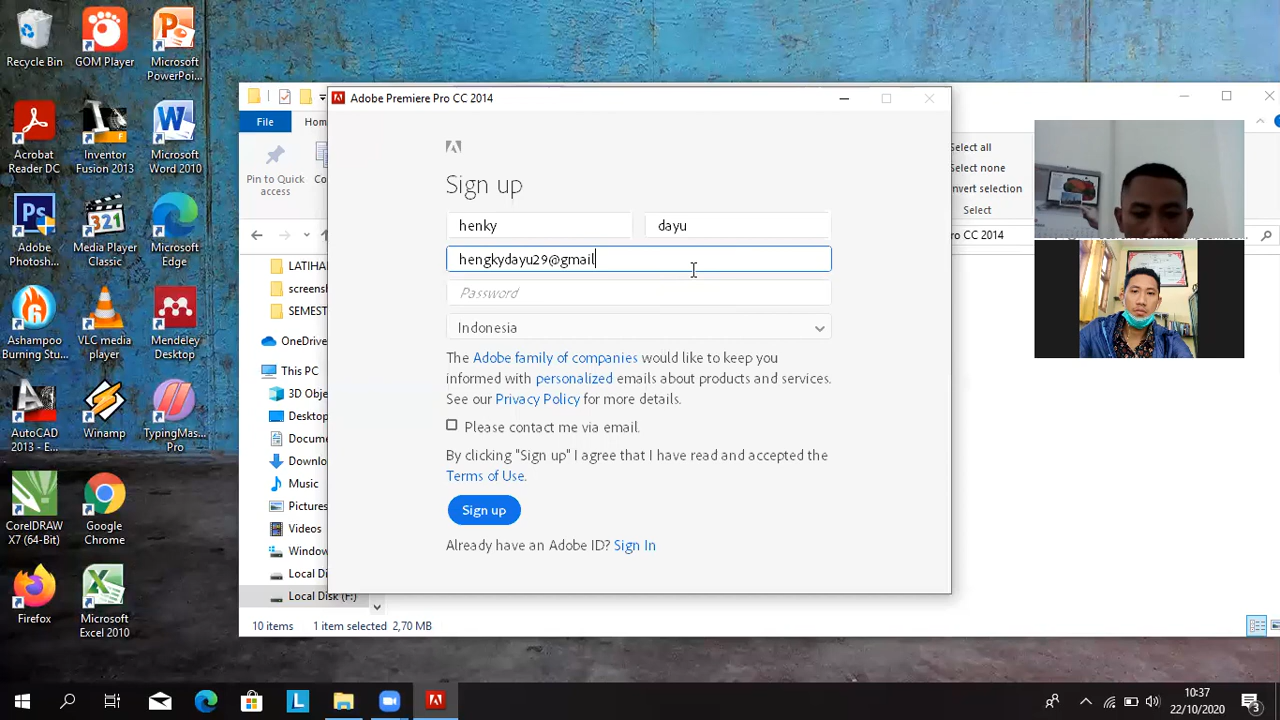 Recycle Bin
GOM Player
Microsoft
PowerPoi...
Acrobat
Reader DC
Inventor
Fusion 2013
Microsoft
Word 2010
Adobe
Photosho...
Media Player
Classic
Microsoft
Edge
Ashampoo
Burning Stu...
VLC media
player
Mendeley
Desktop
AutoCAD
2013 - E...
Winamp
TypingMas...
Pro
CorelDRAW
X7 (64-Bit)
Google
Chrome
Firefox
Microsoft
Excel 2010
File
Hom
Pin to Quick
access
Co
Select all
Select none
nvert selection
Select
CC 2014
LATIHA
screensh
SEMEST
OneDrive
This PC
3D Obje
Desktop
Docume
Downlo
Music
Pictures
Videos
Window
Local Di
Local Disk (F:)
10 items
1 item selected 2,70 MB
Adobe Premiere Pro CC 2014
Sign up
henky
dayu
hengkydayu29@gmail
Password
Indonesia
The Adobe family of companies would like to keep you
informed with personalized emails about products and services.
See our Privacy Policy for more details.
Please contact me via email.
By clicking "Sign up" I agree that I have read and accepted the
Terms of Use.
Sign up
Already have an Adobe ID? Sign In
10:37
22/10/2020
3